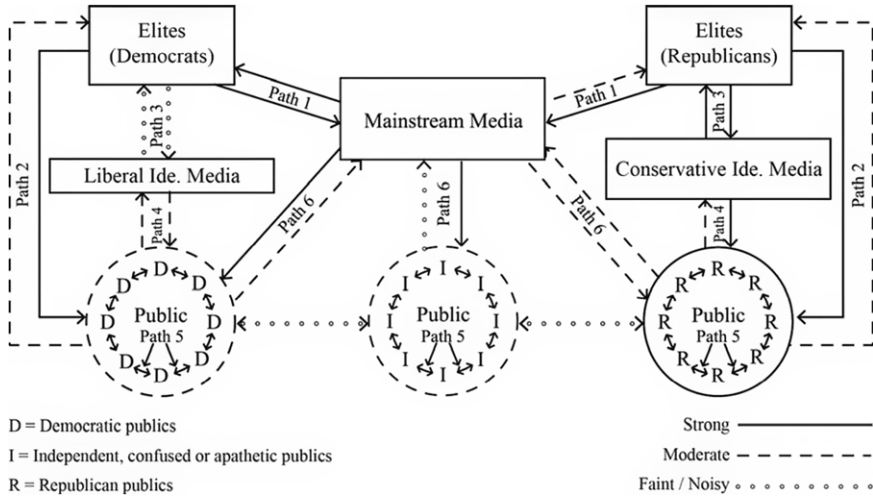 Elites
(Democrats)
Elites
(Republicans)
Path 1
Path 1
Mainstream Media
Path 3
Path 3
Path 2
Path 2
Liberal Ide. Media
Conservative Ide. Media
Path 4
Path 6
Path 6
Path 6
Path 4
D D D D D D D D
Public
Path 5
I I I I I I I I
Public
Path 5
R R R R R R R R
Public
Path 5
D = Democratic publics
I = Independent, confused or apathetic publics
R = Republican publics
Strong
Moderate
Faint / Noisy